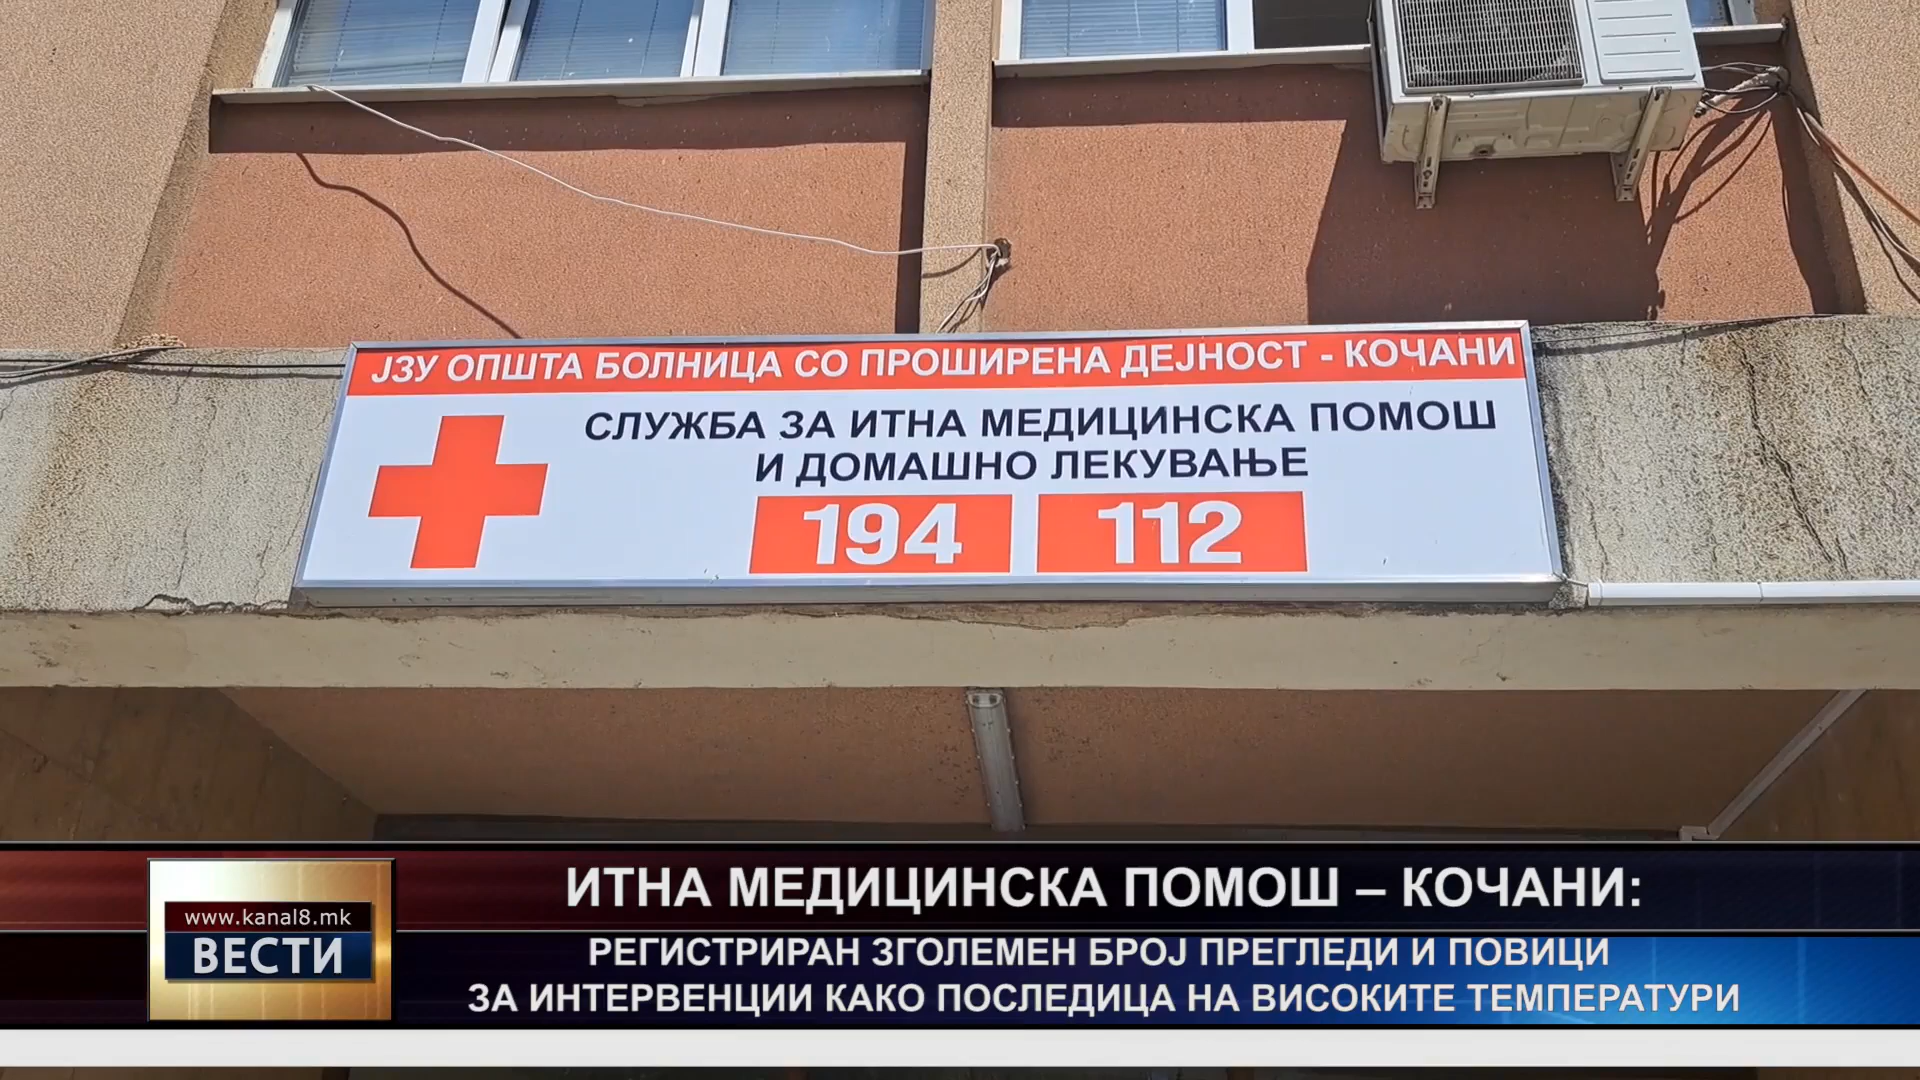 ЈЗУ ОПШТА БОЛНИЦА СО ПРОШИРЕНА ДЕЈНОСТ - КОЧАНИ
СЛУЖБА ЗА ИТНА МЕДИЦИНСКА ПОМОШ
И ДОМАШНО ЛЕКУВАЊЕ
194 112
ИТНА МЕДИЦИНСКА ПОМОШ – КОЧАНИ:
www.kanal8.mk
ВЕСТИ
РЕГИСТРИРАН ЗГОЛЕМЕН БРОЈ ПРЕГЛЕДИ И ПОВИЦИ
ЗА ИНТЕРВЕНЦИИ КАКО ПОСЛЕДИЦА НА ВИСОКИТЕ ТЕМПЕРАТУРИ